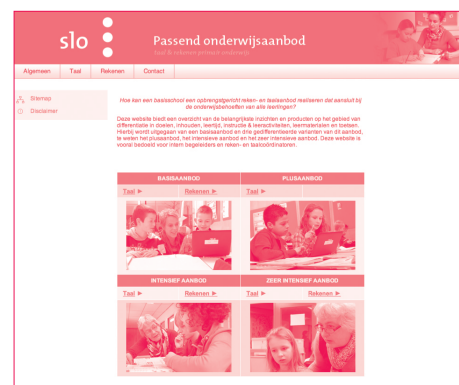 slo
Passend onderwijsaanbod
taal & rekenen primair onderwijs
Algemeen Taal Rekenen Contact
Sitemap
Disclaimer
Hoe kan een basisschool een opbrengstgericht reken- en taalaanbod realiseren dat aansluit bij
de onderwijsbehoeften van alle leerlingen?
Deze website biedt een overzicht van de belangrijkste inzichten en producten op het gebied van
differentiatie in doelen, inhouden, leertijd, instructie & leeractiviteiten, leermaterialen en toetsen.
Hierbij wordt uitgegaan van een basisaanbod en drie gedifferentieerde varianten van dit aanbod,
te weten het plusaanbod, het intensieve aanbod en het zeer intensieve aanbod. Deze website is
vooral bedoeld voor intern begeleiders en reken- en taalcoördinatoren.
BASISAANBOD PLUSAANBOD
Taal ► Rekenen ► Taal ►
INTENSIEF AANBOD ZEER INTENSIEF AANBOD
Taal ► Rekenen ► Taal ► Rekenen ►